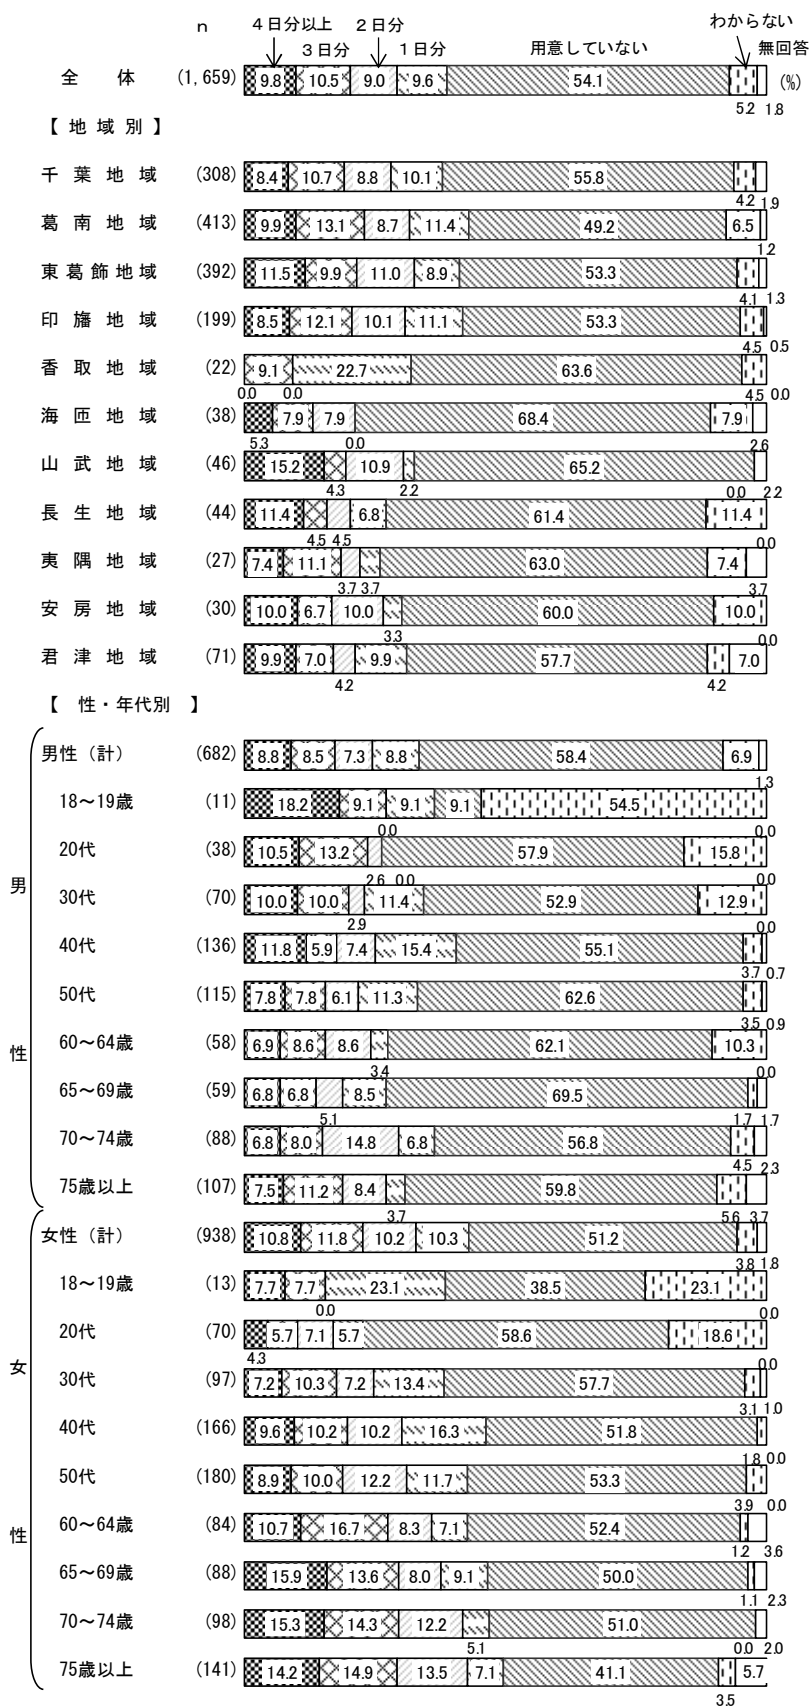 n ４日分以上 ２日分 わからない
３日分 １日分 用意していない 無回答
全体 (1,659) 9.8 10.5 9.0 9.6 54.1 (%)
5.2 1.8
【 地 域 別 】
千葉地域 (308) 8.4 10.7 8.8 10.1 55.8
4.2 1.9
葛南地域 (413) 9.9 13.1 8.7 11.4 49.2 6.5
1.2
東葛飾地域 (392) 11.5 9.9 11.0 8.9 53.3
4.1 1.3
印旛地域 (199) 8.5 12.1 10.1 11.1 53.3
4.5 0.5
香取地域 (22) 9.1 22.7 63.6
0.0 0.0 4.5 0.0
海匝地域 (38) 7.9 7.9 68.4 7.9
5.3 0.0 2.6
山武地域 (46) 15.2 10.9 65.2
4.3 2.2 0.0 2.2
長生地域 (44) 11.4 6.8 61.4 11.4
4.5 4.5 0.0
夷隅地域 (27) 7.4 11.1 63.0 7.4
3.7 3.7 3.7
安房地域 (30) 10.0 6.7 10.0 60.0 10.0
3.3 0.0
君津地域 (71) 9.9 7.0 9.9 57.7 7.0
4.2 4.2
【 性・年代別 】
男性（計） (682) 8.8 8.5 7.3 8.8 58.4 6.9
1.3
18～19歳 (11) 18.2 9.1 9.1 9.1 54.5
0.0 0.0
20代 (38) 10.5 13.2 57.9 15.8
2.6 0.0 0.0
男
30代 (70) 10.0 10.0 11.4 52.9 12.9
2.9 0.0
40代 (136) 11.8 5.9 7.4 15.4 55.1
3.7 0.7
50代 (115) 7.8 7.8 6.1 11.3 62.6
3.5 0.9
60～64歳 (58) 6.9 8.6 8.6 62.1 10.3
性
3.4 0.0
65～69歳 (59) 6.8 6.8 8.5 69.5
5.1 1.7 1.7
70～74歳 (88) 6.8 8.0 14.8 6.8 56.8
4.5 2.3
75歳以上 (107) 7.5 11.2 8.4 59.8
3.7 5.6 3.7
女性（計） (938) 10.8 11.8 10.2 10.3 51.2
3.8 1.8
18～19歳 (13) 7.7 7.7 23.1 38.5 23.1
0.0 0.0
20代 (70) 5.7 7.1 5.7 58.6 18.6
4.3 0.0
女
30代 (97) 7.2 10.3 7.2 13.4 57.7
3.1 1.0
40代 (166) 9.6 10.2 10.2 16.3 51.8
1.8 0.0
50代 (180) 8.9 10.0 12.2 11.7 53.3
3.9 0.0
60～64歳 (84) 10.7 16.7 8.3 7.1 52.4
性
1.2 3.6
65～69歳 (88) 15.9 13.6 8.0 9.1 50.0
1.1 2.3
70～74歳 (98) 15.3 14.3 12.2 51.0
5.1 0.0 2.0
75歳以上 (141) 14.2 14.9 13.5 7.1 41.1 5.7
3.5